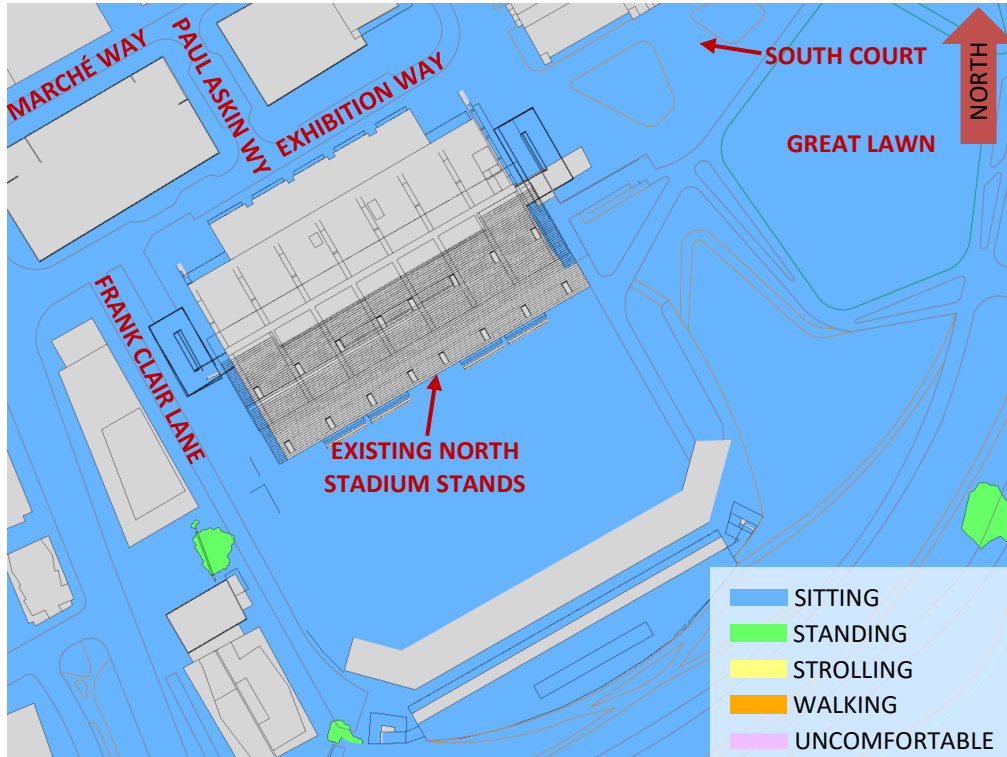 MARCHÉ WAY
PAUL ASKIN WY
EXHIBITION WAY
SOUTH COURT
NORTH
GREAT LAWN
FRANK CLAIR LANE
EXISTING NORTH
STADIUM STANDS
SITTING
STANDING
STROLLING
WALKING
UNCOMFORTABLE